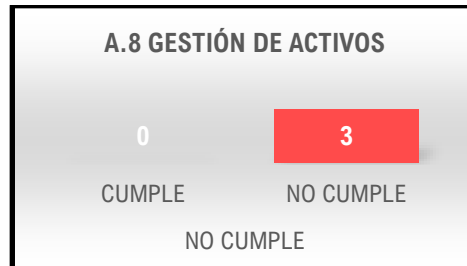 A.8 GESTIÓN DE ACTIVOS
0 3
CUMPLE NO CUMPLE
NO CUMPLE